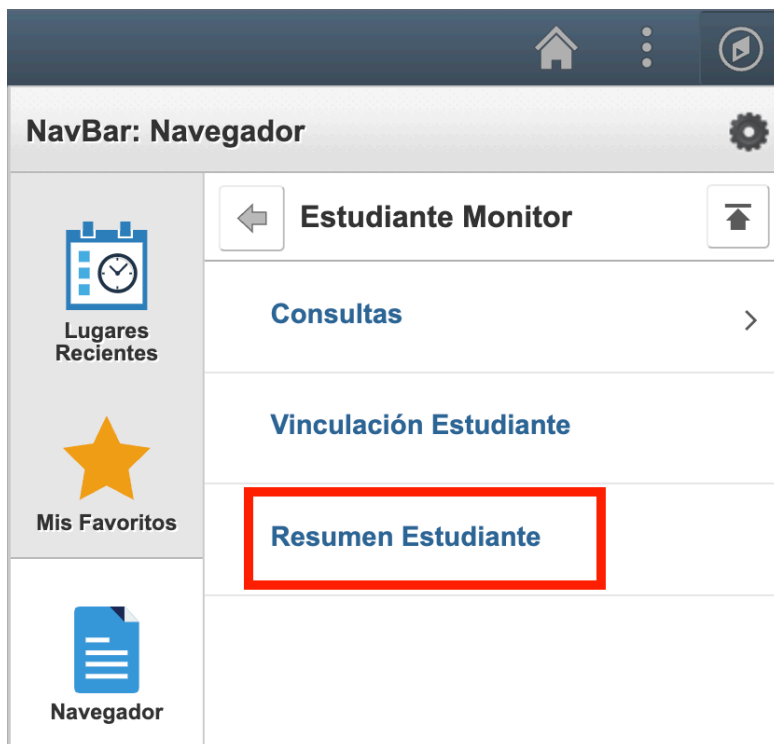 NavBar: Navegador
Estudiante Monitor
Lugares
Recientes
Mis Favoritos
Navegador
Consultas
Vinculación Estudiante
Resumen Estudiante